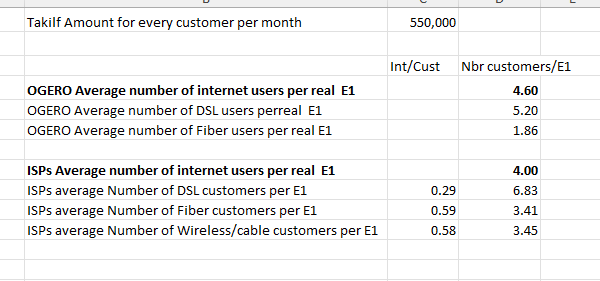 Takilf Amount for every customer per month 550,000
Int/Cust Nbr customers/E1
OGERO Average number of internet users per real E1 4.60
OGERO Average number of DSL users perreal E1 5.20
OGERO Average number of Fiber users per real E1 1.86
ISPs Average number of internet users per real E1 4.00
ISPs average Number of DSL customers per E1 0.29 6.83
ISPs average Number of Fiber customers per E1 0.59 3.41
ISPs average Number of Wireless/cable customers per E1 0.58 3.45